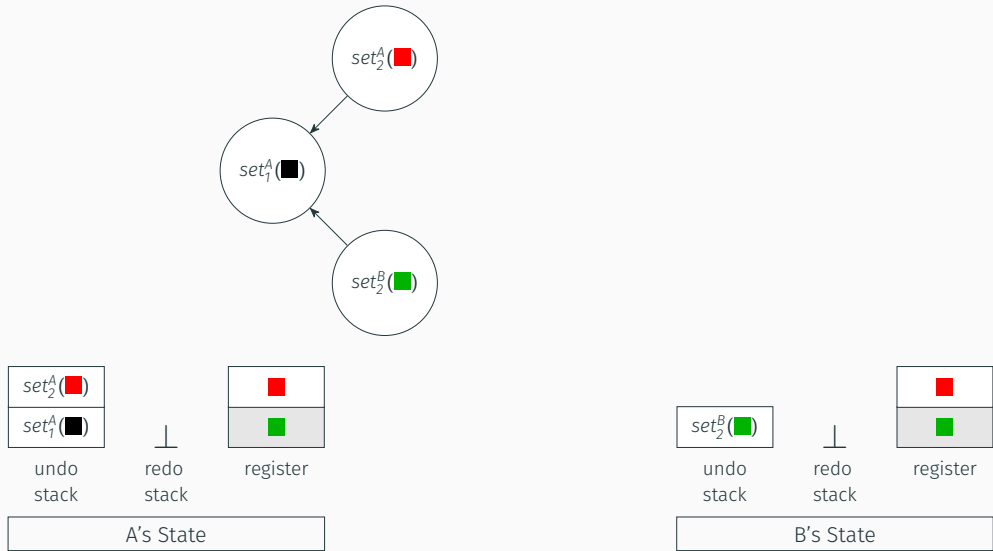 set₂ᴬ(■)
set₁ᴬ(■)
set₂ᴮ(■)
set₂ᴬ(■)
set₁ᴬ(■)
⊥
undo
stack
redo
stack
register
A's State
set₂ᴮ(■)
⊥
undo
stack
redo
stack
register
B's State